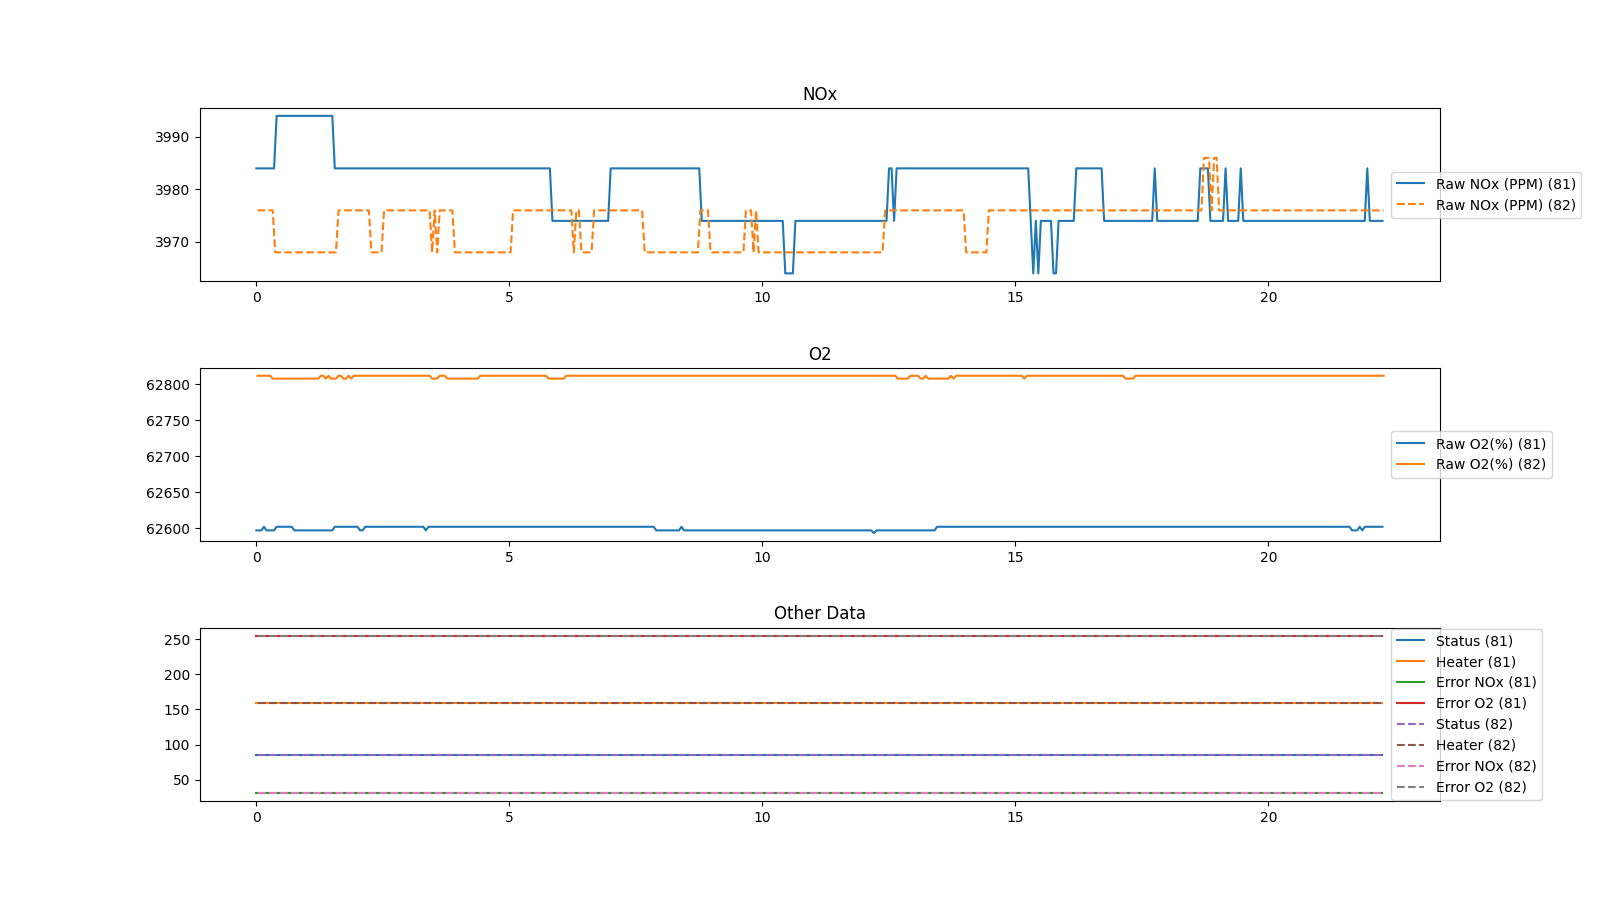 NOx
3990
3980
3970
0 5 10 15 20
Raw NOx (PPM) (81)
Raw NOx (PPM) (82)
O2
62800
62750
62700
62650
62600
0 5 10 15 20
Raw O2(%) (81)
Raw O2(%) (82)
Other Data
250
200
150
100
50
0 5 10 15 20
Status (81)
Heater (81)
Error NOx (81)
Error O2 (81)
Status (82)
Heater (82)
Error NOx (82)
Error O2 (82)